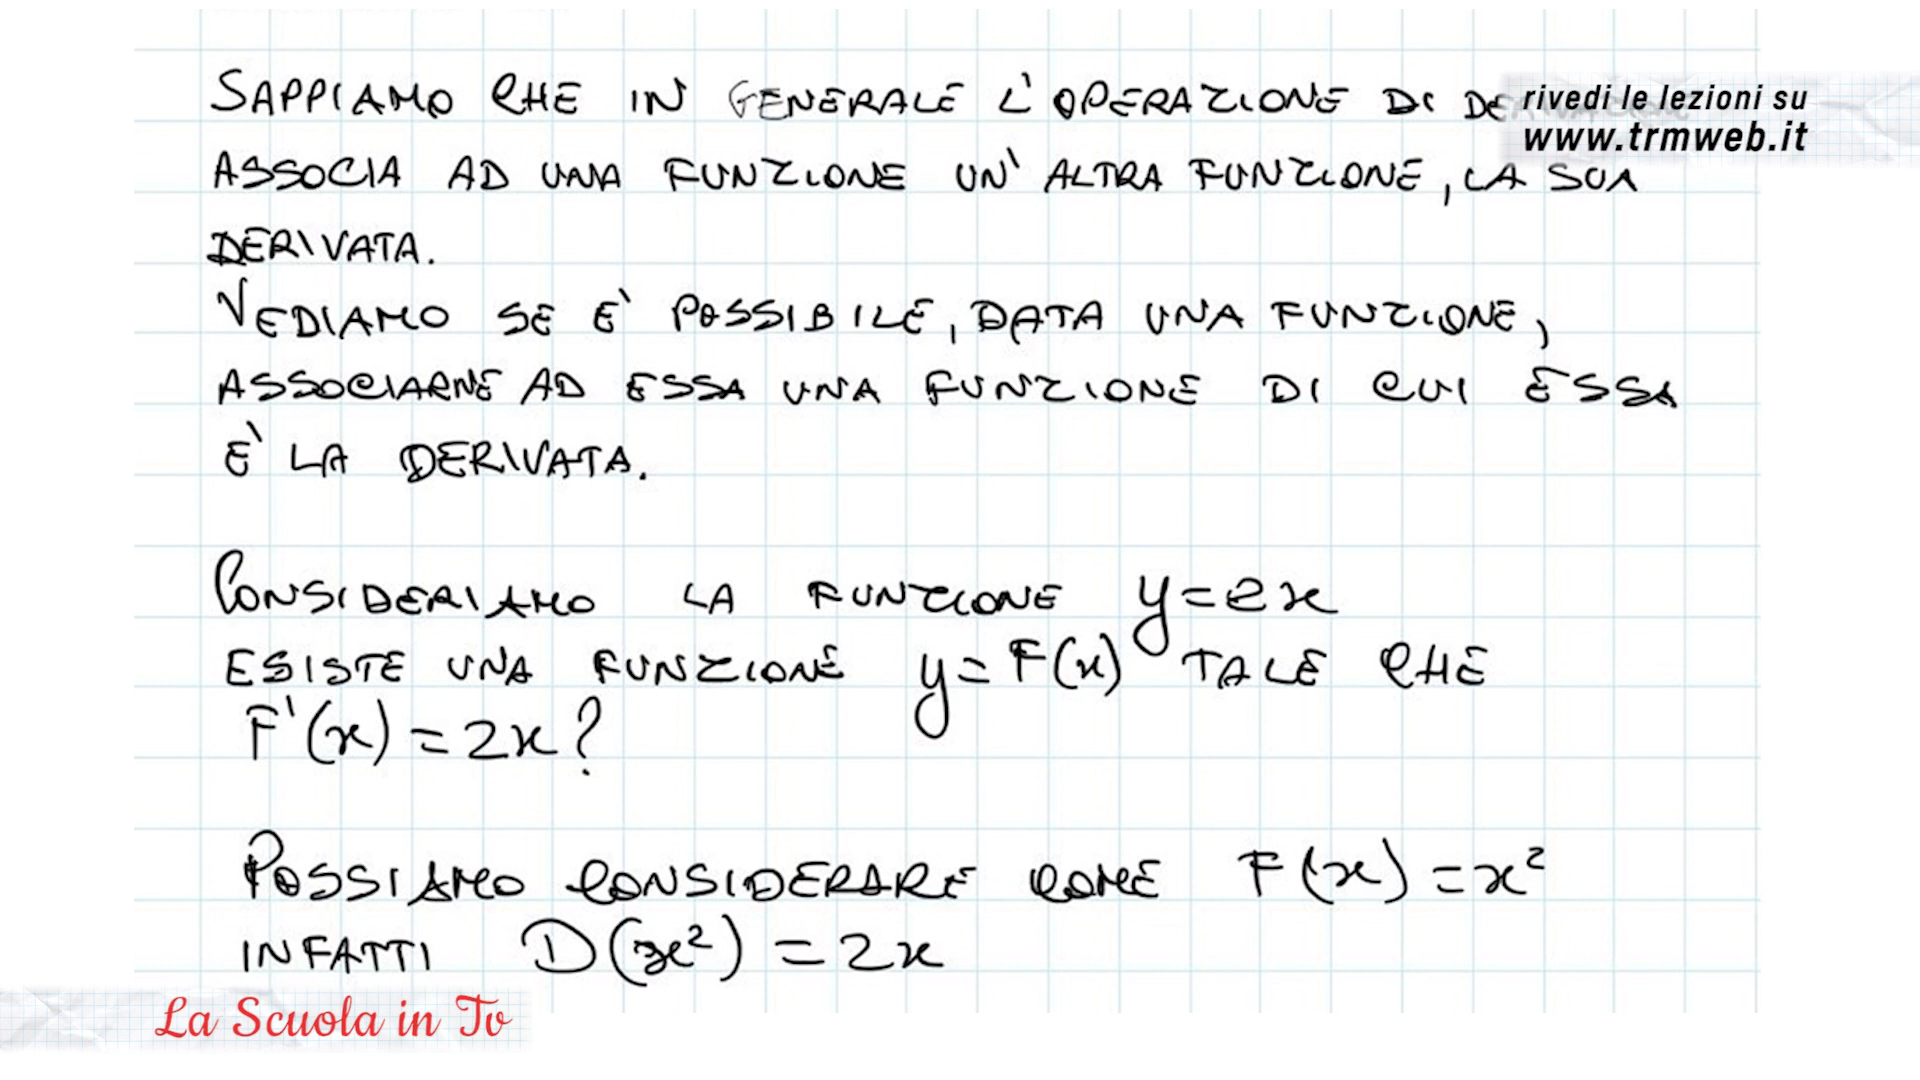 SAPPIAMO CHE IN GENERALE L'OPERAZIONE DI
rivedi le lezioni su
www.trmweb.it
ASSOCIA AD UNA FUNZIONE UN'ALTRA FUNZIONE, LA SUA
DERIVATA.
VEDIAMO SE E' POSSIBILE, DATA UNA FUNZIONE,
ASSOCIARNE AD ESSA UNA FUNZIONE DI CUI ESSA
E' LA DERIVATA.
CONSIDERIAMO LA FUNZIONE y=2x
ESISTE UNA FUNZIONE y=F(x) TALE CHE
F'(x)=2x?
POSSIAMO CONSIDERARE COME F(x)=x²
INFATTI D(x²)=2x
La Scuola in Tv